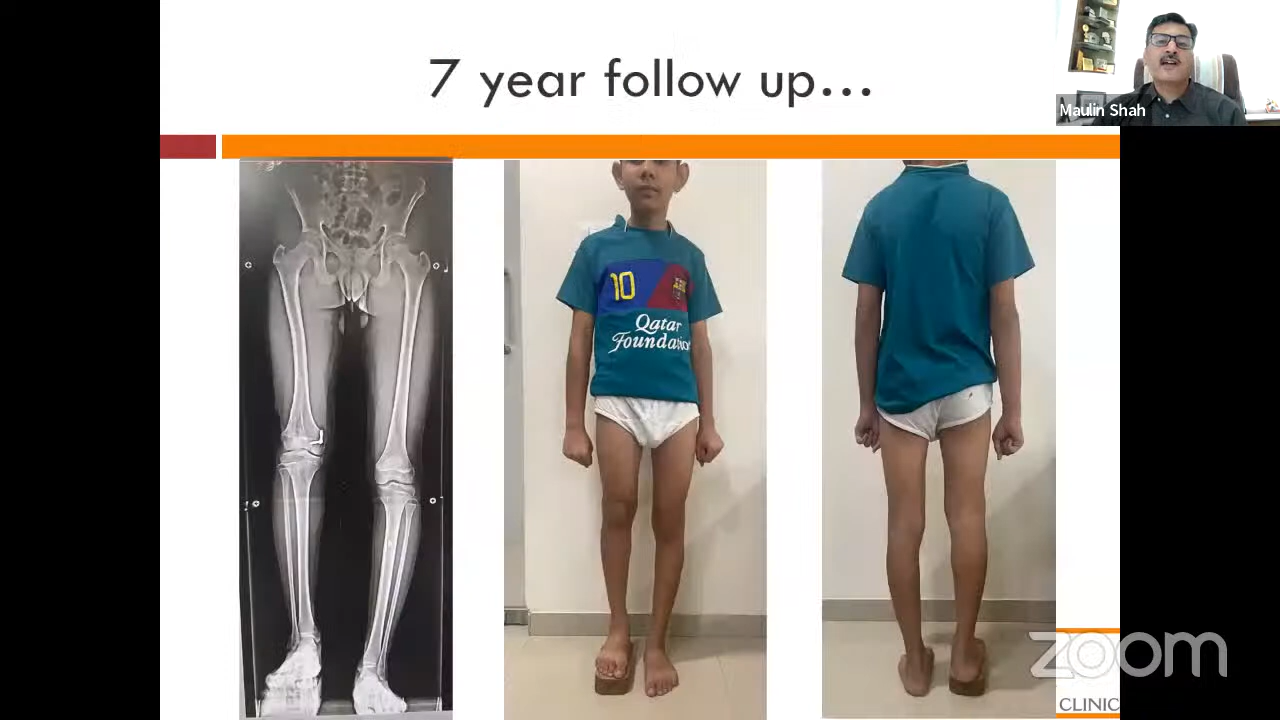 7 year follow up...
Maulin Shah
10
Qatar
Foundation
zoom
CLINIC